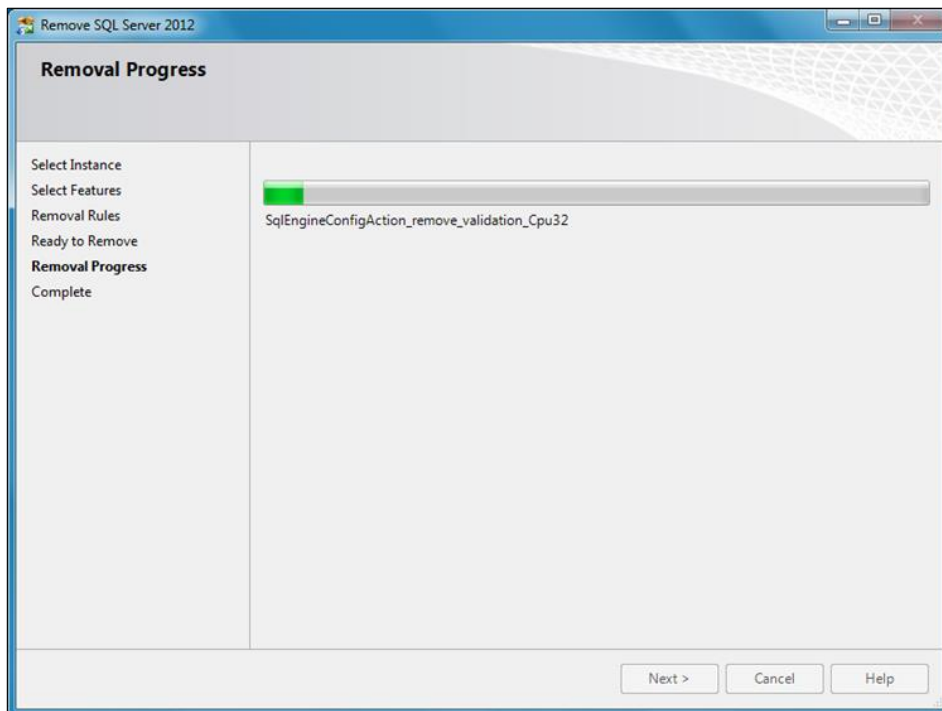 Remove SQL Server 2012
Removal Progress
Select Instance
Select Features
Removal Rules
Ready to Remove
Removal Progress
Complete
SqlEngineConfigAction_remove_validation_Cpu32
Next >
Cancel
Help